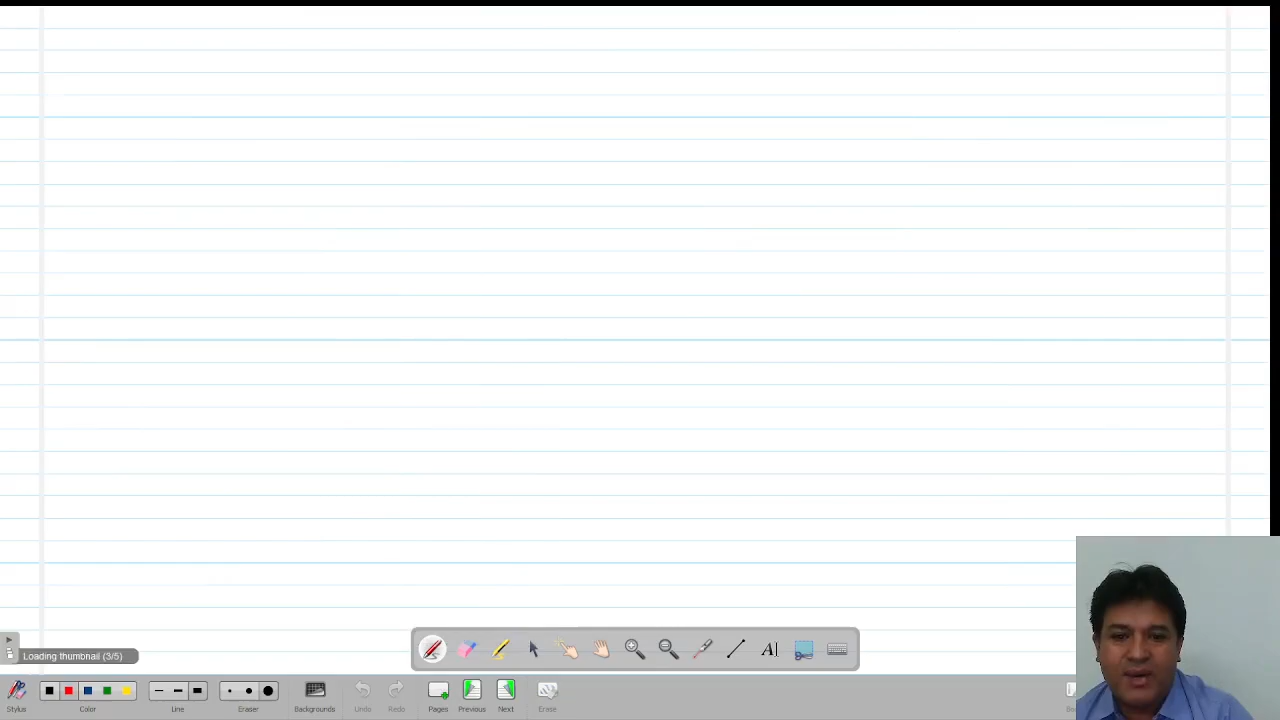 A|
Loading thumbnail (3/5)
Stylus
Color
Line
Eraser
Backgrounds
Undo
Redo
Pages
Previous
Next
Erase